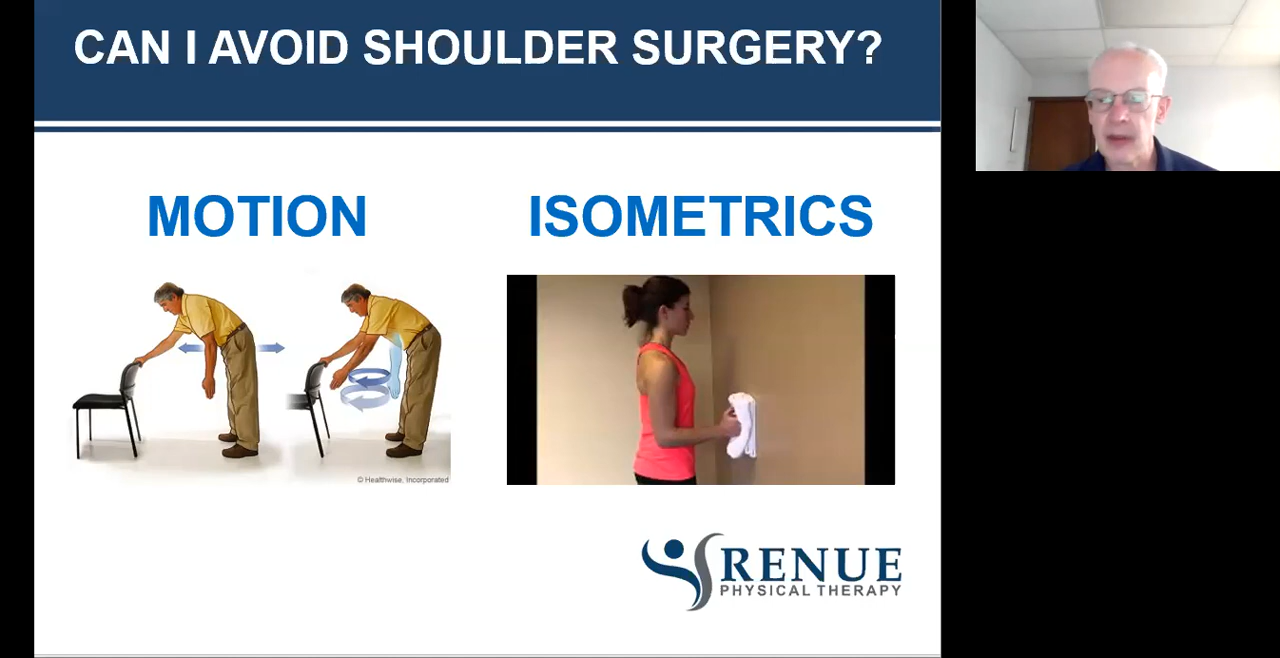 CAN I AVOID SHOULDER SURGERY?
MOTION
ISOMETRICS
© Healthwise, Incorporated
RENUE
PHYSICAL THERAPY